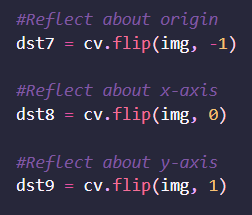 #Reflect about origin
dst7 = cv.flip(img, -1)
#Reflect about x-axis
dst8 = cv.flip(img, 0)
#Reflect about y-axis
dst9 = cv.flip(img, 1)